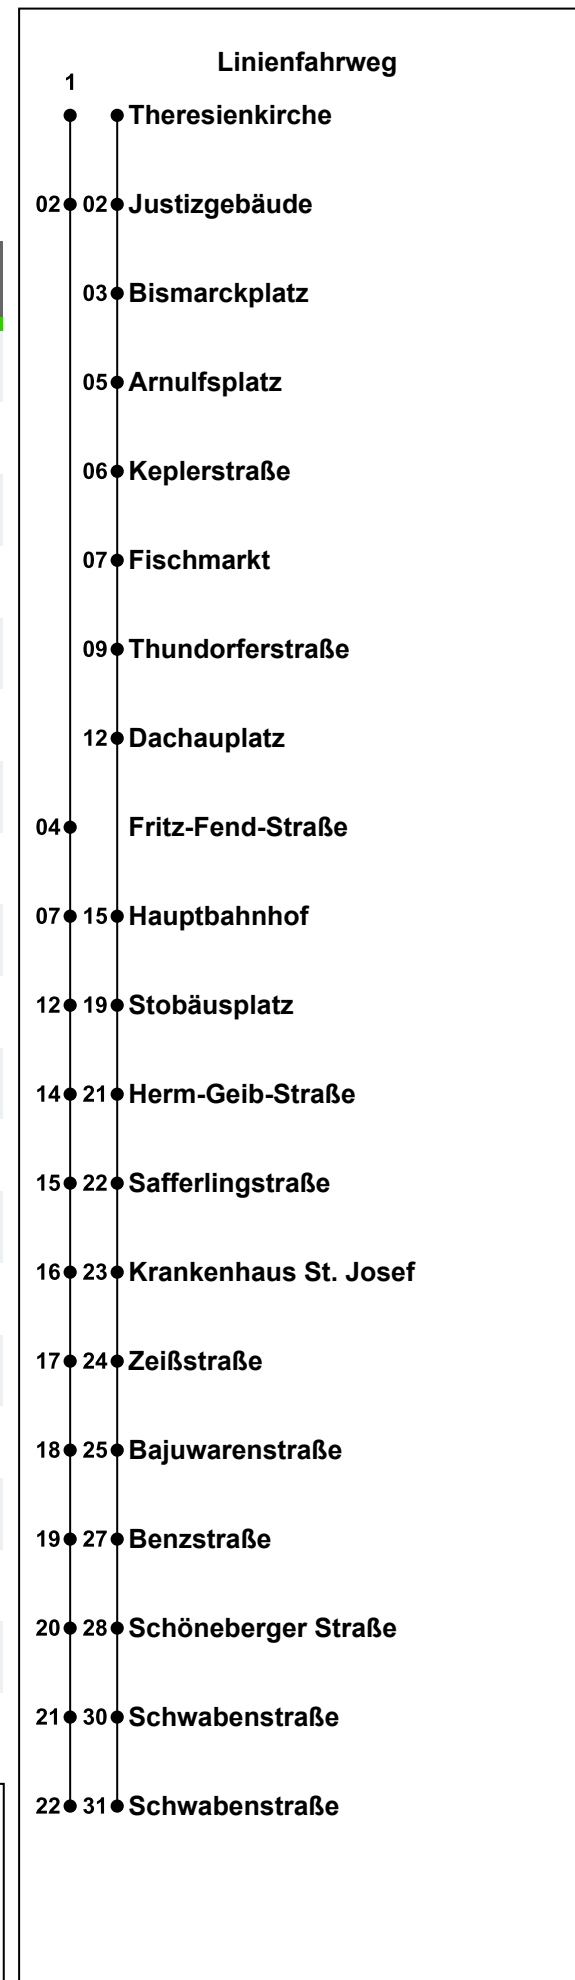 Linienfahrweg
1
Theresienkirche
02 02 Justizgebäude
03 Bismarckplatz
05 Arnulfsplatz
06 Keplerstraße
07 Fischmarkt
09 Thundorferstraße
12 Dachauplatz
04 Fritz-Fend-Straße
07 15 Hauptbahnhof
12 19 Stobäusplatz
14 21 Herm-Geib-Straße
15 22 Safferlingstraße
16 23 Krankenhaus St. Josef
17 24 Zeißstraße
18 25 Bajuwarenstraße
19 27 Benzstraße
20 28 Schöneberger Straße
21 30 Schwabenstraße
22 31 Schwabenstraße